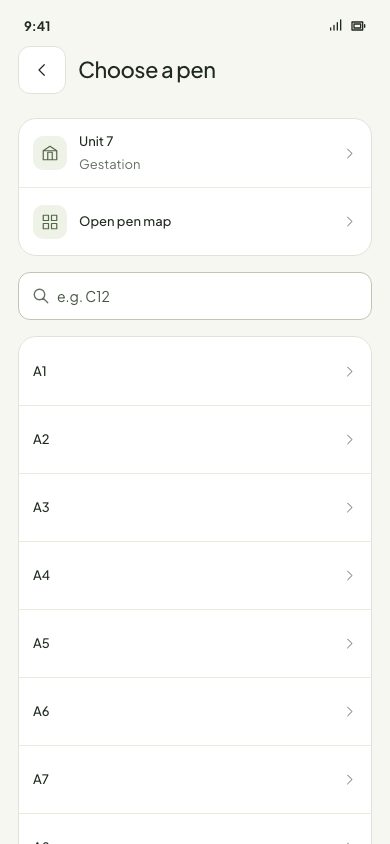 9:41
Choose a pen
Unit 7
Gestation
Open pen map
e.g. C12
A1
A2
A3
A4
A5
A6
A7